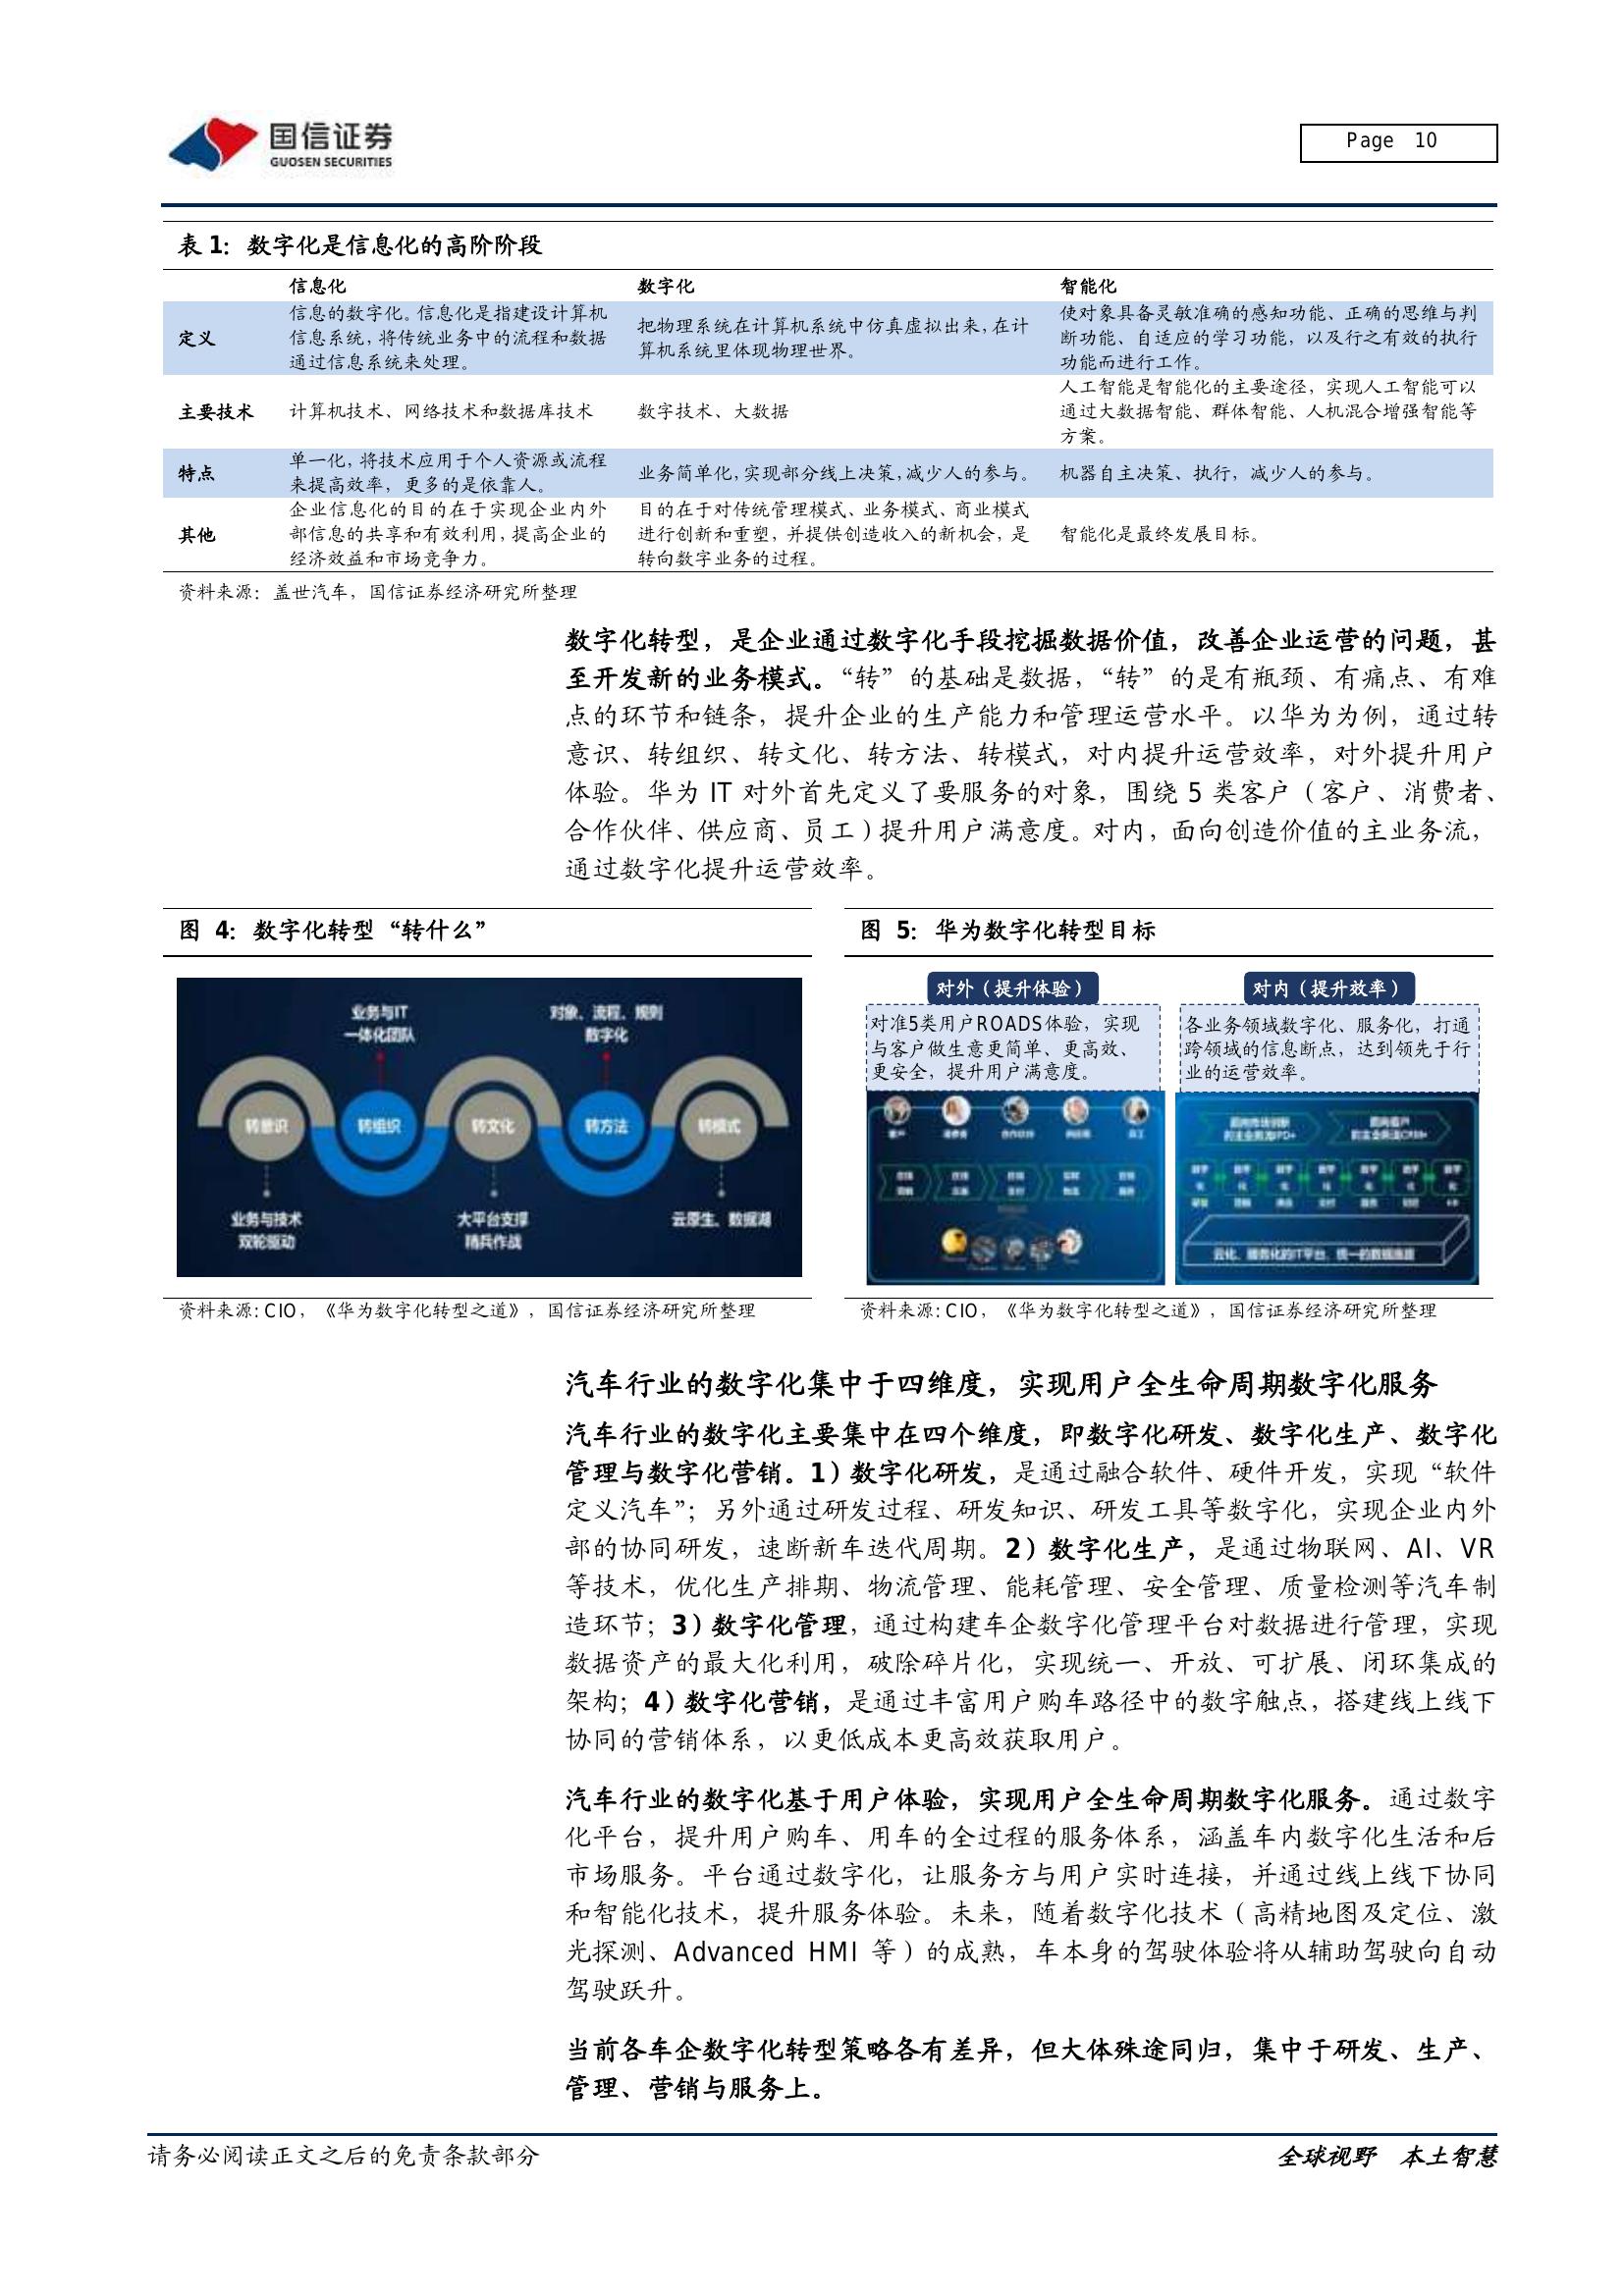 国信证券
GUOSEN SECURITIES
Page 10
表 1：数字化是信息化的高阶阶段
信息化 数字化 智能化
定义
信息的数字化。信息化是指建设计算机
信息系统，将传统业务中的流程和数据
通过信息系统来处理。
把物理系统在计算机系统中仿真虚拟出来，在计
算机系统里体现物理世界。
使对象具备灵敏准确的感知功能、正确的思维与判
断功能、自适应的学习功能，以及行之有效的执行
功能而进行工作。
主要技术
计算机技术、网络技术和数据库技术
数字技术、大数据
人工智能是智能化的主要途径，实现人工智能可以
通过大数据智能、群体智能、人机混合增强智能等
方案。
特点
单一化，将技术应用于个人资源或流程
来提高效率，更多的是依靠人。
业务简单化，实现部分线上决策，减少人的参与。
机器自主决策、执行，减少人的参与。
其他
企业信息化的目的在于实现企业内外
部信息的共享和有效利用，提高企业的
经济效益和市场竞争力。
目的在于对传统管理模式、业务模式、商业模式
进行创新和重塑，并提供创造收入的新机会，是
转向数字业务的过程。
智能化是最终发展目标。
资料来源：盖世汽车，国信证券经济研究所整理
数字化转型，是企业通过数字化手段挖掘数据价值，改善企业运营的问题，甚
至开发新的业务模式。“转”的基础是数据，“转”的是有瓶颈、有痛点、有难
点的环节和链条，提升企业的生产能力和管理运营水平。以华为为例，通过转
意识、转组织、转文化、转方法、转模式，对内提升运营效率，对外提升用户
体验。华为 IT 对外首先定义了要服务的对象，围绕 5 类客户（客户、消费者、
合作伙伴、供应商、员工）提升用户满意度。对内，面向创造价值的主业务流，
通过数字化提升运营效率。
图 4：数字化转型“转什么”
业务与IT
一体化团队
对象、流程、规则
数字化
转意识 转组织 转文化 转方法 转模式
业务与技术
双轮驱动
大平台支撑
精兵作战
云原生、数据湖
资料来源：CIO，《华为数字化转型之道》，国信证券经济研究所整理
图 5：华为数字化转型目标
对外（提升体验）
对准5类用户ROADS体验，实现
与客户做生意更简单、更高效、
更安全，提升用户满意度。
对内（提升效率）
各业务领域数字化、服务化，打通
跨领域的信息断点，达到领先于行
业的运营效率。
客户 消费者 合作伙伴 供应商 员工
云化、服务化的IT平台、统一的数据底座
资料来源：CIO，《华为数字化转型之道》，国信证券经济研究所整理
汽车行业的数字化集中于四维度，实现用户全生命周期数字化服务
汽车行业的数字化主要集中在四个维度，即数字化研发、数字化生产、数字化
管理与数字化营销。1）数字化研发，是通过融合软件、硬件开发，实现“软件
定义汽车”；另外通过研发过程、研发知识、研发工具等数字化，实现企业内外
部的协同研发，速断新车迭代周期。2）数字化生产，是通过物联网、AI、VR
等技术，优化生产排期、物流管理、能耗管理、安全管理、质量检测等汽车制
造环节；3）数字化管理，通过构建车企数字化管理平台对数据进行管理，实现
数据资产的最大化利用，破除碎片化，实现统一、开放、可扩展、闭环集成的
架构；4）数字化营销，是通过丰富用户购车路径中的数字触点，搭建线上线下
协同的营销体系，以更低成本更高效获取用户。
汽车行业的数字化基于用户体验，实现用户全生命周期数字化服务。通过数字
化平台，提升用户购车、用车的全过程的服务体系，涵盖车内数字化生活和后
市场服务。平台通过数字化，让服务方与用户实时连接，并通过线上线下协同
和智能化技术，提升服务体验。未来，随着数字化技术（高精地图及定位、激
光探测、Advanced HMI 等）的成熟，车本身的驾驶体验将从辅助驾驶向自动
驾驶跃升。
当前各车企数字化转型策略各有差异，但大体殊途同归，集中于研发、生产、
管理、营销与服务上。
请务必阅读正文之后的免责条款部分
全球视野 本土智慧